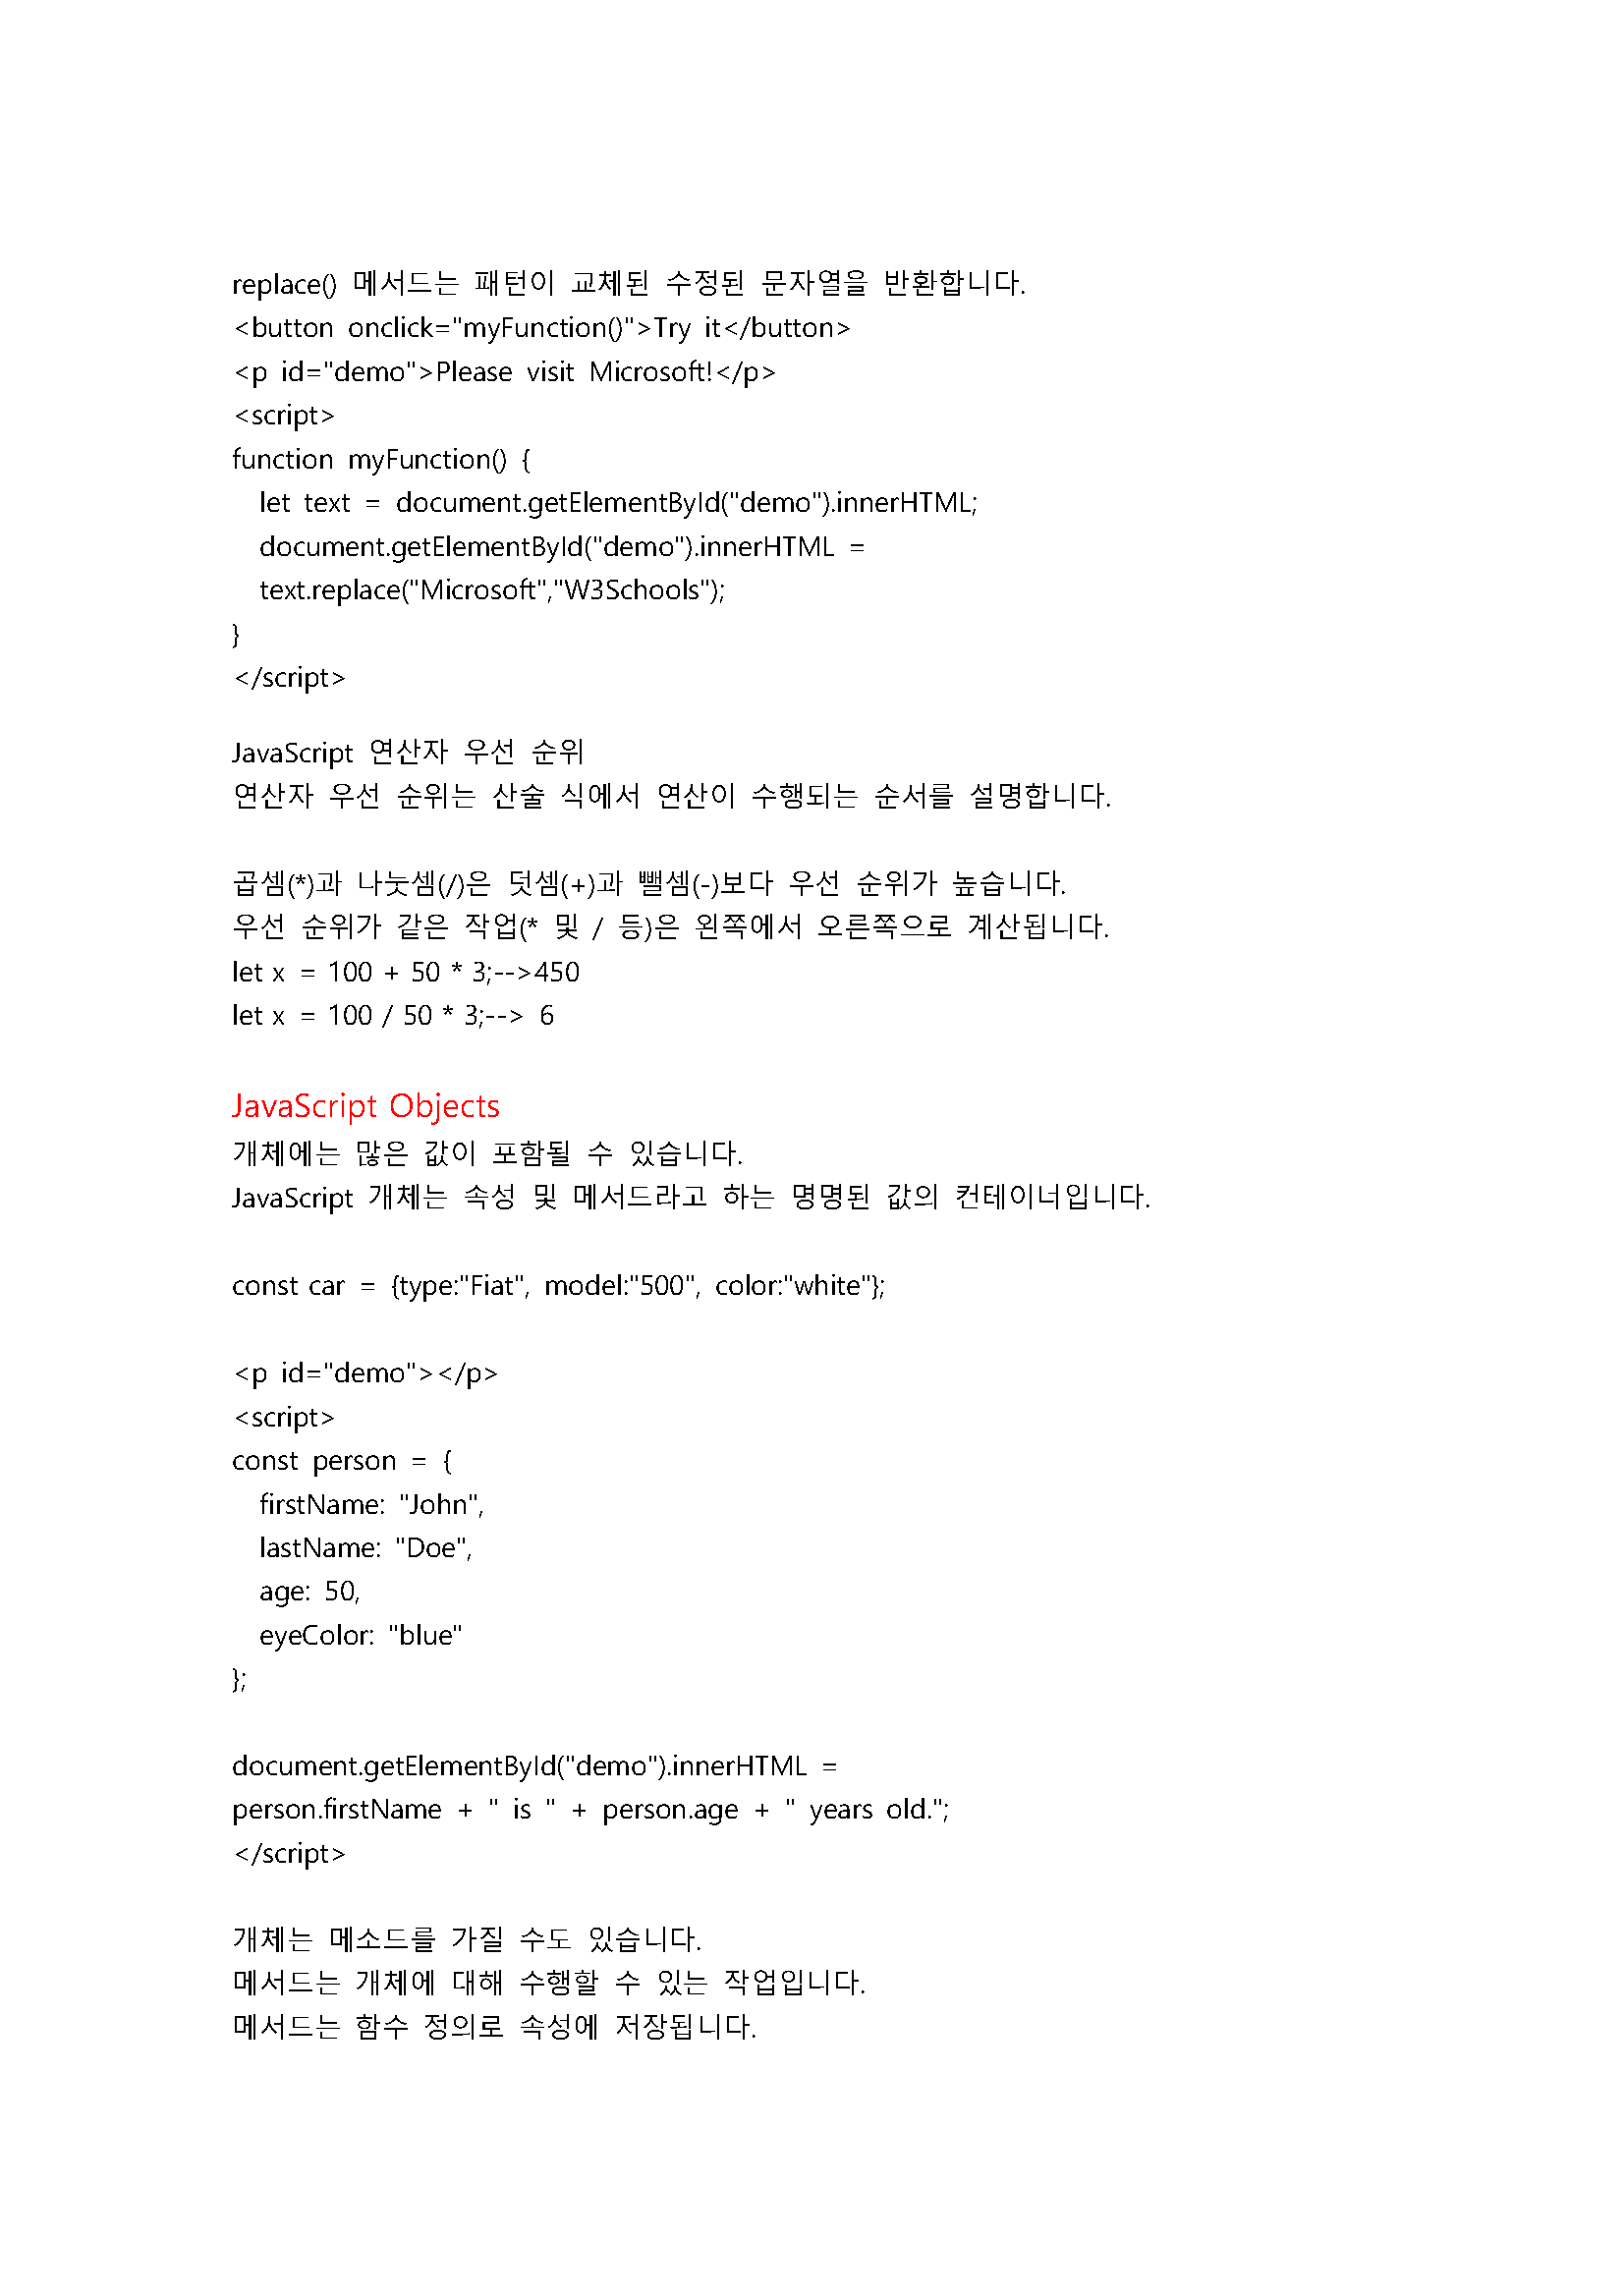 replace() 메서드는 패턴이 교체된 수정된 문자열을 반환합니다.
<button onclick="myFunction()">Try it</button>
<p id="demo">Please visit Microsoft!</p>
<script>
function myFunction() {
  let text = document.getElementById("demo").innerHTML;
  document.getElementById("demo").innerHTML =
  text.replace("Microsoft","W3Schools");
}
</script>
JavaScript 연산자 우선 순위
연산자 우선 순위는 산술 식에서 연산이 수행되는 순서를 설명합니다.
곱셈(*)과 나눗셈(/)은 덧셈(+)과 뺄셈(-)보다 우선 순위가 높습니다.
우선 순위가 같은 작업(* 및 / 등)은 왼쪽에서 오른쪽으로 계산됩니다.
let x = 100 + 50 * 3;-->450
let x = 100 / 50 * 3;--> 6
JavaScript Objects
개체에는 많은 값이 포함될 수 있습니다.
JavaScript 개체는 속성 및 메서드라고 하는 명명된 값의 컨테이너입니다.
const car = {type:"Fiat", model:"500", color:"white"};
<p id="demo"></p>
<script>
const person = {
  firstName: "John",
  lastName: "Doe",
  age: 50,
  eyeColor: "blue"
};
document.getElementById("demo").innerHTML =
person.firstName + " is " + person.age + " years old.";
</script>
개체는 메소드를 가질 수도 있습니다.
메서드는 개체에 대해 수행할 수 있는 작업입니다.
메서드는 함수 정의로 속성에 저장됩니다.